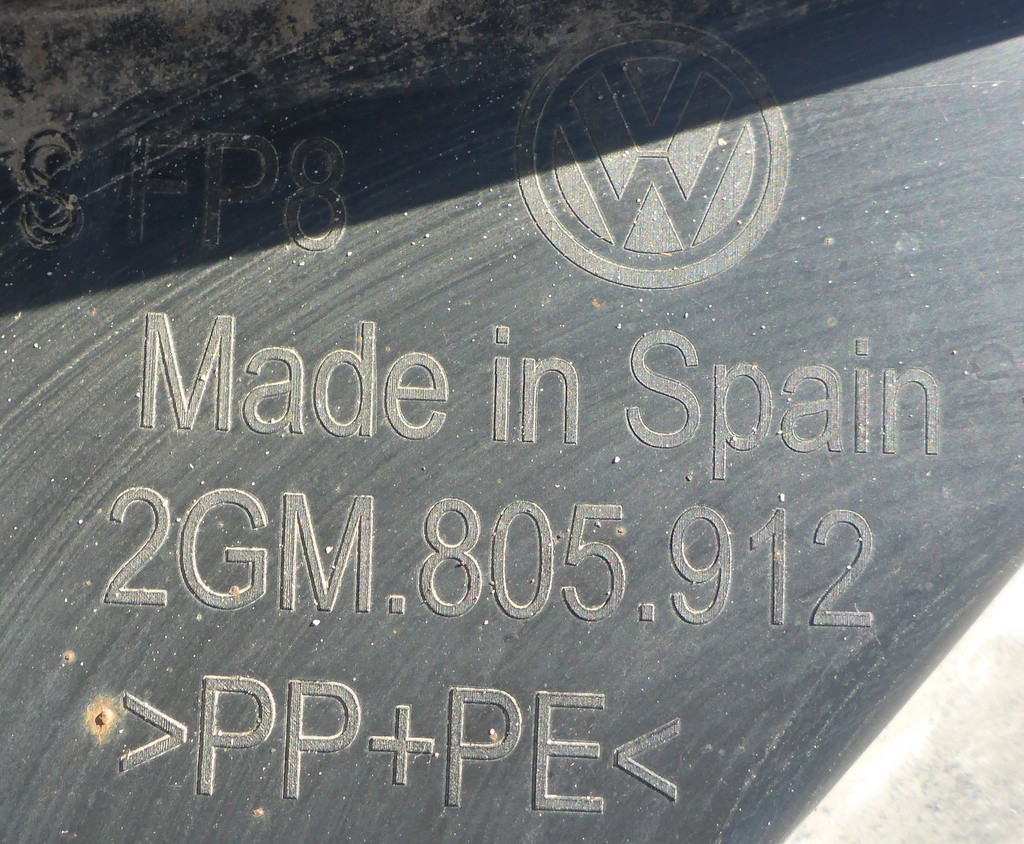 FP8
Made in Spain
2GM.805.912
>PP+PE<